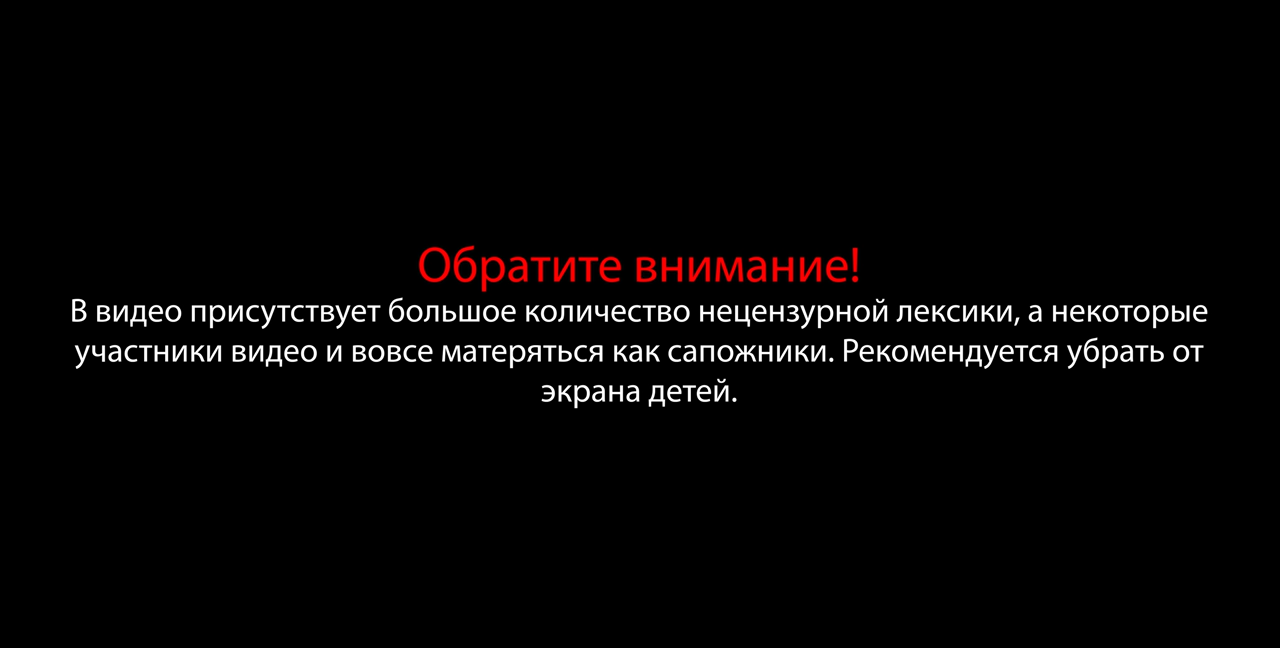 Обратите внимание!
В видео присутствует большое количество нецензурной лексики, а некоторые
участники видео и вовсе матеряться как сапожники. Рекомендуется убрать от
экрана детей.